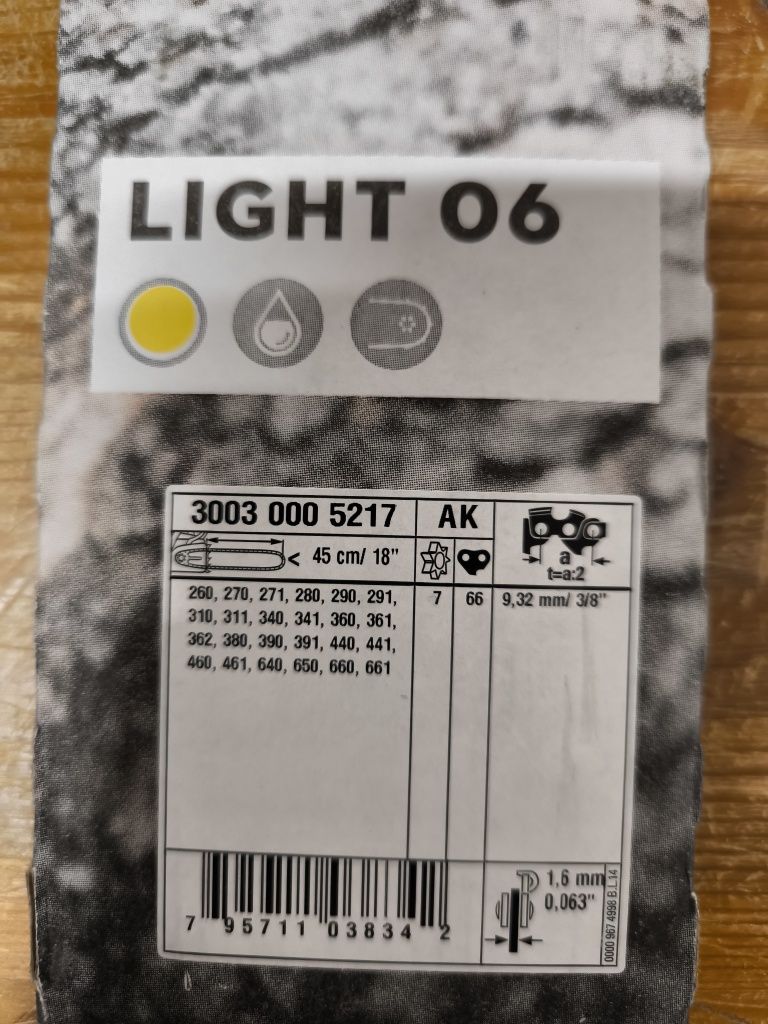 LIGHT 06
3003 000 5217 AK
< 45 cm/ 18"
a
t=a:2
260, 270, 271, 280, 290, 291, 7 66 9,32 mm/ 3/8"
310, 311, 340, 341, 360, 361,
362, 380, 390, 391, 440, 441,
460, 461, 640, 650, 660, 661
1,6 mm
0,063"
0000 967 4998 B.L.14
7 95711 03834 2